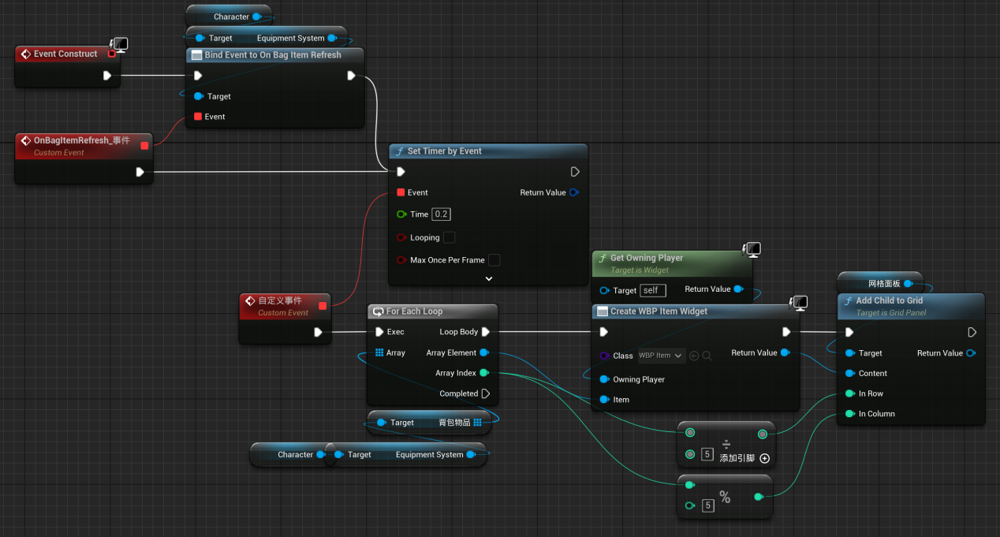 Character
Target Equipment System
Event Construct
Bind Event to On Bag Item Refresh
Target
Event
OnBagItemRefresh_事件
Custom Event
Set Timer by Event
Event Return Value
Time 0.2
Looping
Max Once Per Frame
Get Owning Player
Target is Widget
Target self Return Value
自定义事件
Custom Event
For Each Loop
Exec Loop Body
Array Array Element
Array Index
Completed
Target 背包物品
Character Target Equipment System
Create WBP Item Widget
Class WBP Item Return Value
Owning Player
Item
网格面板
Add Child to Grid
Target is Grid Panel
Target Return Value
Content
In Row
In Column
÷
5 添加引脚
%
5